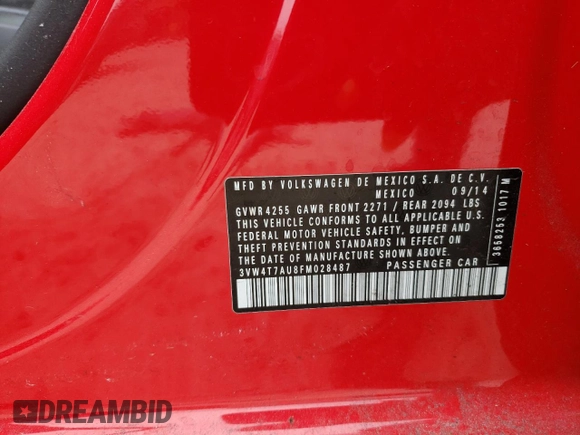 MFD BY VOLKSWAGEN DE MEXICO S.A. DE C.V.
MEXICO 09/14
GVWR 4255 GAWR FRONT 2271 / REAR 2094 LBS
THIS VEHICLE CONFORMS TO ALL APPLICABLE U.S.
FEDERAL MOTOR VEHICLE SAFETY, BUMPER AND
THEFT PREVENTION STANDARDS IN EFFECT ON
THE DATE OF MANUFACTURE SHOWN ABOVE.
3VW4T7AU8FM028487 PASSENGER CAR
3658253 1017 M
DREAMBID